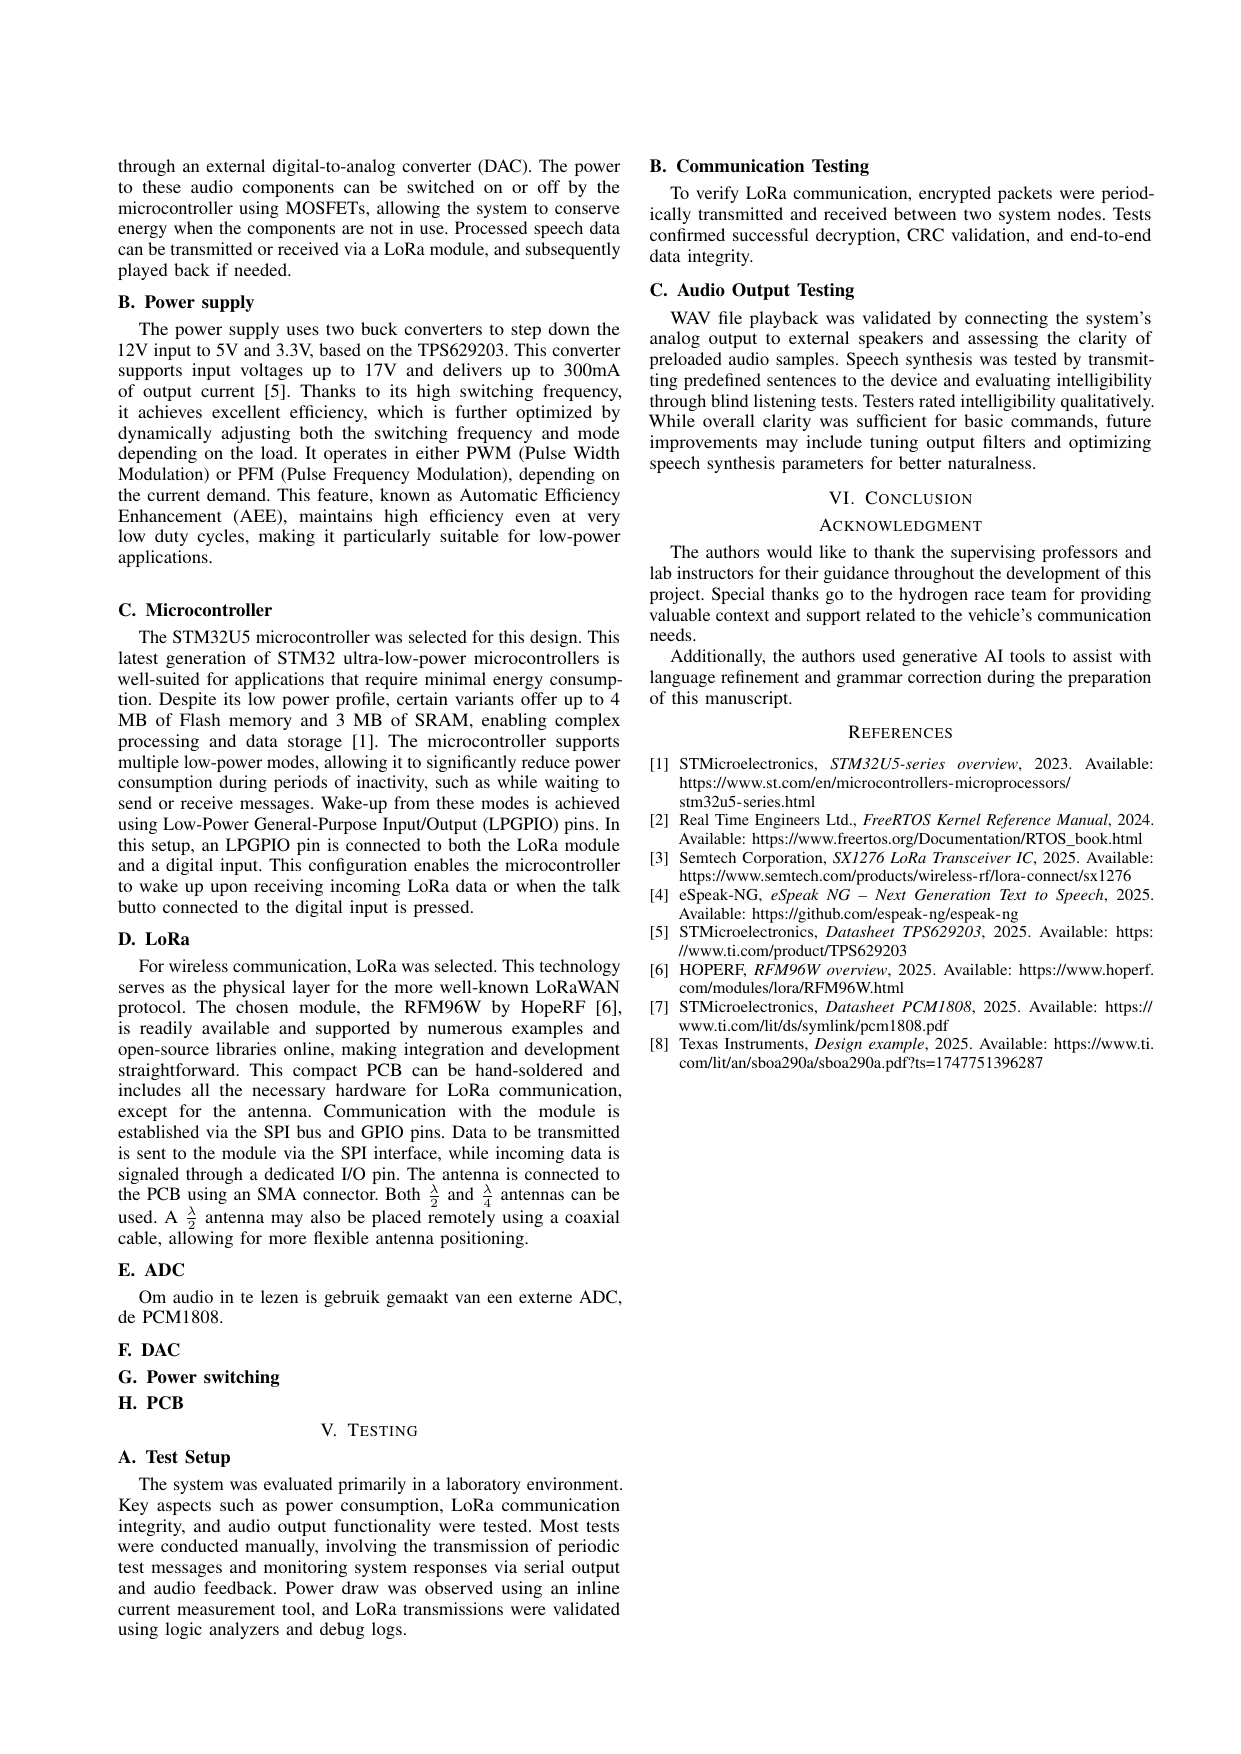 through an external digital-to-analog converter (DAC). The power
to these audio components can be switched on or off by the
microcontroller using MOSFETs, allowing the system to conserve
energy when the components are not in use. Processed speech data
can be transmitted or received via a LoRa module, and subsequently
played back if needed.
B. Power supply
The power supply uses two buck converters to step down the
12V input to 5V and 3.3V, based on the TPS629203. This converter
supports input voltages up to 17V and delivers up to 300mA
of output current [5]. Thanks to its high switching frequency,
it achieves excellent efficiency, which is further optimized by
dynamically adjusting both the switching frequency and mode
depending on the load. It operates in either PWM (Pulse Width
Modulation) or PFM (Pulse Frequency Modulation), depending on
the current demand. This feature, known as Automatic Efficiency
Enhancement (AEE), maintains high efficiency even at very
low duty cycles, making it particularly suitable for low-power
applications.
C. Microcontroller
The STM32U5 microcontroller was selected for this design. This
latest generation of STM32 ultra-low-power microcontrollers is
well-suited for applications that require minimal energy consump-
tion. Despite its low power profile, certain variants offer up to 4
MB of Flash memory and 3 MB of SRAM, enabling complex
processing and data storage [1]. The microcontroller supports
multiple low-power modes, allowing it to significantly reduce power
consumption during periods of inactivity, such as while waiting to
send or receive messages. Wake-up from these modes is achieved
using Low-Power General-Purpose Input/Output (LPGPIO) pins. In
this setup, an LPGPIO pin is connected to both the LoRa module
and a digital input. This configuration enables the microcontroller
to wake up upon receiving incoming LoRa data or when the talk
butto connected to the digital input is pressed.
D. LoRa
For wireless communication, LoRa was selected. This technology
serves as the physical layer for the more well-known LoRaWAN
protocol. The chosen module, the RFM96W by HopeRF [6],
is readily available and supported by numerous examples and
open-source libraries online, making integration and development
straightforward. This compact PCB can be hand-soldered and
includes all the necessary hardware for LoRa communication,
except for the antenna. Communication with the module is
established via the SPI bus and GPIO pins. Data to be transmitted
is sent to the module via the SPI interface, while incoming data is
signaled through a dedicated I/O pin. The antenna is connected to
the PCB using an SMA connector. Both λ/2 and λ/4 antennas can be
used. A λ/2 antenna may also be placed remotely using a coaxial
cable, allowing for more flexible antenna positioning.
E. ADC
Om audio in te lezen is gebruik gemaakt van een externe ADC,
de PCM1808.
F. DAC
G. Power switching
H. PCB
V. TESTING
A. Test Setup
The system was evaluated primarily in a laboratory environment.
Key aspects such as power consumption, LoRa communication
integrity, and audio output functionality were tested. Most tests
were conducted manually, involving the transmission of periodic
test messages and monitoring system responses via serial output
and audio feedback. Power draw was observed using an inline
current measurement tool, and LoRa transmissions were validated
using logic analyzers and debug logs.
B. Communication Testing
To verify LoRa communication, encrypted packets were period-
ically transmitted and received between two system nodes. Tests
confirmed successful decryption, CRC validation, and end-to-end
data integrity.
C. Audio Output Testing
WAV file playback was validated by connecting the system's
analog output to external speakers and assessing the clarity of
preloaded audio samples. Speech synthesis was tested by transmit-
ting predefined sentences to the device and evaluating intelligibility
through blind listening tests. Testers rated intelligibility qualitatively.
While overall clarity was sufficient for basic commands, future
improvements may include tuning output filters and optimizing
speech synthesis parameters for better naturalness.
VI. CONCLUSION
ACKNOWLEDGMENT
The authors would like to thank the supervising professors and
lab instructors for their guidance throughout the development of this
project. Special thanks go to the hydrogen race team for providing
valuable context and support related to the vehicle's communication
needs.
Additionally, the authors used generative AI tools to assist with
language refinement and grammar correction during the preparation
of this manuscript.
REFERENCES
[1] STMicroelectronics, STM32U5-series overview, 2023. Available:
https://www.st.com/en/microcontrollers-microprocessors/
stm32u5-series.html
[2] Real Time Engineers Ltd., FreeRTOS Kernel Reference Manual, 2024.
Available: https://www.freertos.org/Documentation/RTOS_book.html
[3] Semtech Corporation, SX1276 LoRa Transceiver IC, 2025. Available:
https://www.semtech.com/products/wireless-rf/lora-connect/sx1276
[4] eSpeak-NG, eSpeak NG – Next Generation Text to Speech, 2025.
Available: https://github.com/espeak-ng/espeak-ng
[5] STMicroelectronics, Datasheet TPS629203, 2025. Available: https:
//www.ti.com/product/TPS629203
[6] HOPERF, RFM96W overview, 2025. Available: https://www.hoperf.
com/modules/lora/RFM96W.html
[7] STMicroelectronics, Datasheet PCM1808, 2025. Available: https://
www.ti.com/lit/ds/symlink/pcm1808.pdf
[8] Texas Instruments, Design example, 2025. Available: https://www.ti.
com/lit/an/sboa290a/sboa290a.pdf?ts=1747751396287